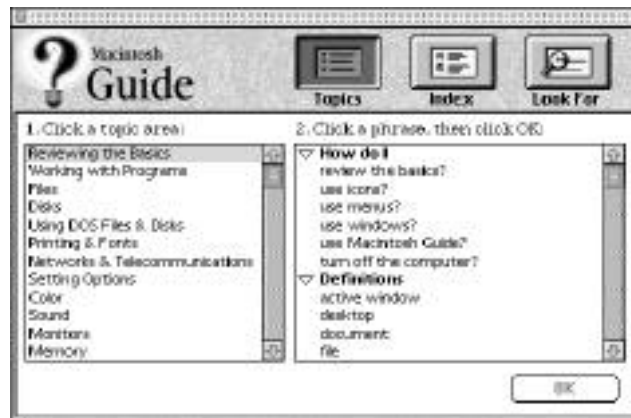 Macintosh
Guide
Topics
Index
Look For
1. Click a topic area:
2. Click a phrase, then click OK:
Reviewing the Basics
Working with Programs
Files
Disks
Using DOS Files & Disks
Printing & Fonts
Networks & Telecommunications
Setting Options
Color
Sound
Monitors
Memory
How do I
review the basics?
use icons?
use menus?
use windows?
use Macintosh Guide?
turn off the computer?
Definitions
active window
desktop
document
file
OK